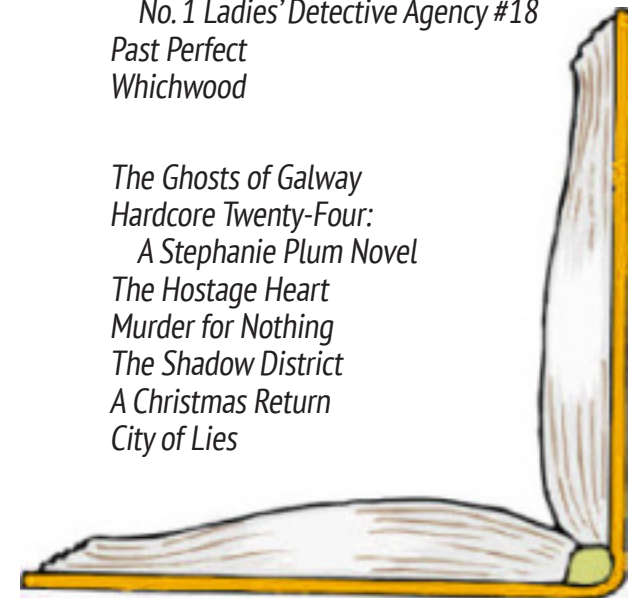 No. 1 Ladies’ Detective Agency #18
Past Perfect
Whichwood
The Ghosts of Galway
Hardcore Twenty-Four:
A Stephanie Plum Novel
The Hostage Heart
Murder for Nothing
The Shadow District
A Christmas Return
City of Lies